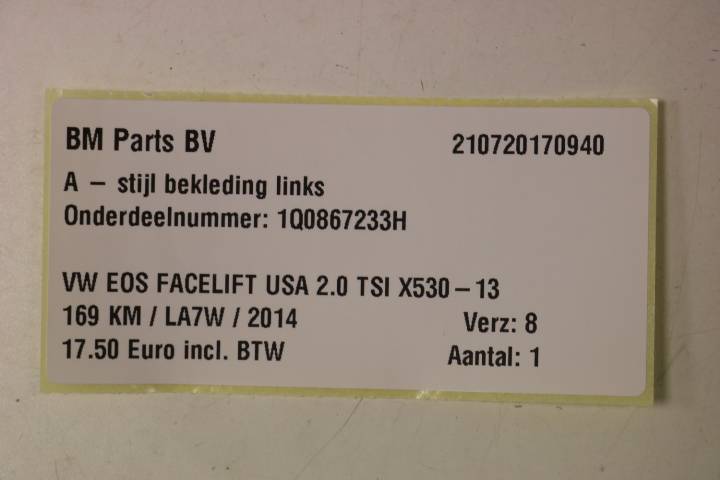 BM Parts BV 210720170940
A - stijl bekleding links
Onderdeelnummer: 1Q0867233H
VW EOS FACELIFT USA 2.0 TSI X530-13
169 KM / LA7W / 2014 Verz: 8
17.50 Euro incl. BTW Aantal: 1